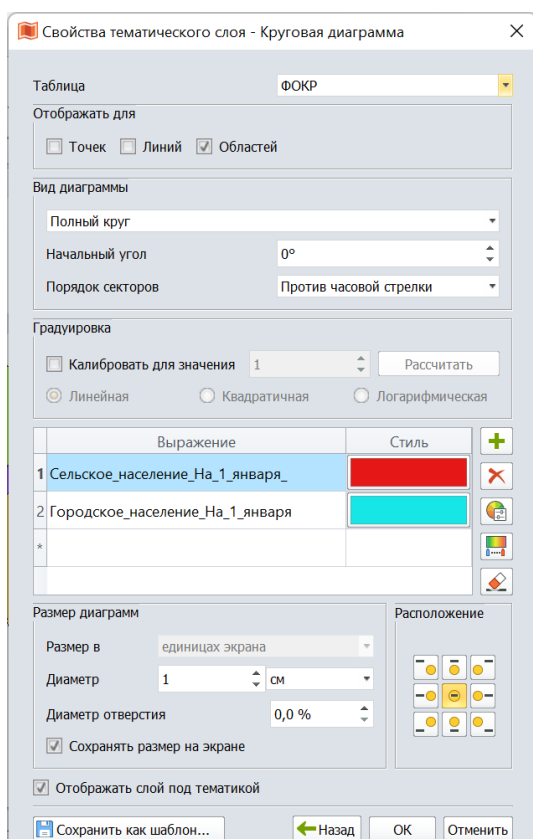 Свойства тематического слоя - Круговая диаграмма
Таблица ФОКР
Отображать для
Точек Линий Областей
Вид диаграммы
Полный круг
Начальный угол 0°
Порядок секторов Против часовой стрелки
Градуировка
Калибровать для значения 1 Рассчитать
Линейная Квадратичная Логарифмическая
Выражение Стиль
1 Сельское_население_На_1_января_
2 Городское_население_На_1_января
*
Размер диаграмм Расположение
Размер в единицах экрана
Диаметр 1 см
Диаметр отверстия 0,0 %
Сохранять размер на экране
Отображать слой под тематикой
Сохранить как шаблон... Назад ОК Отменить